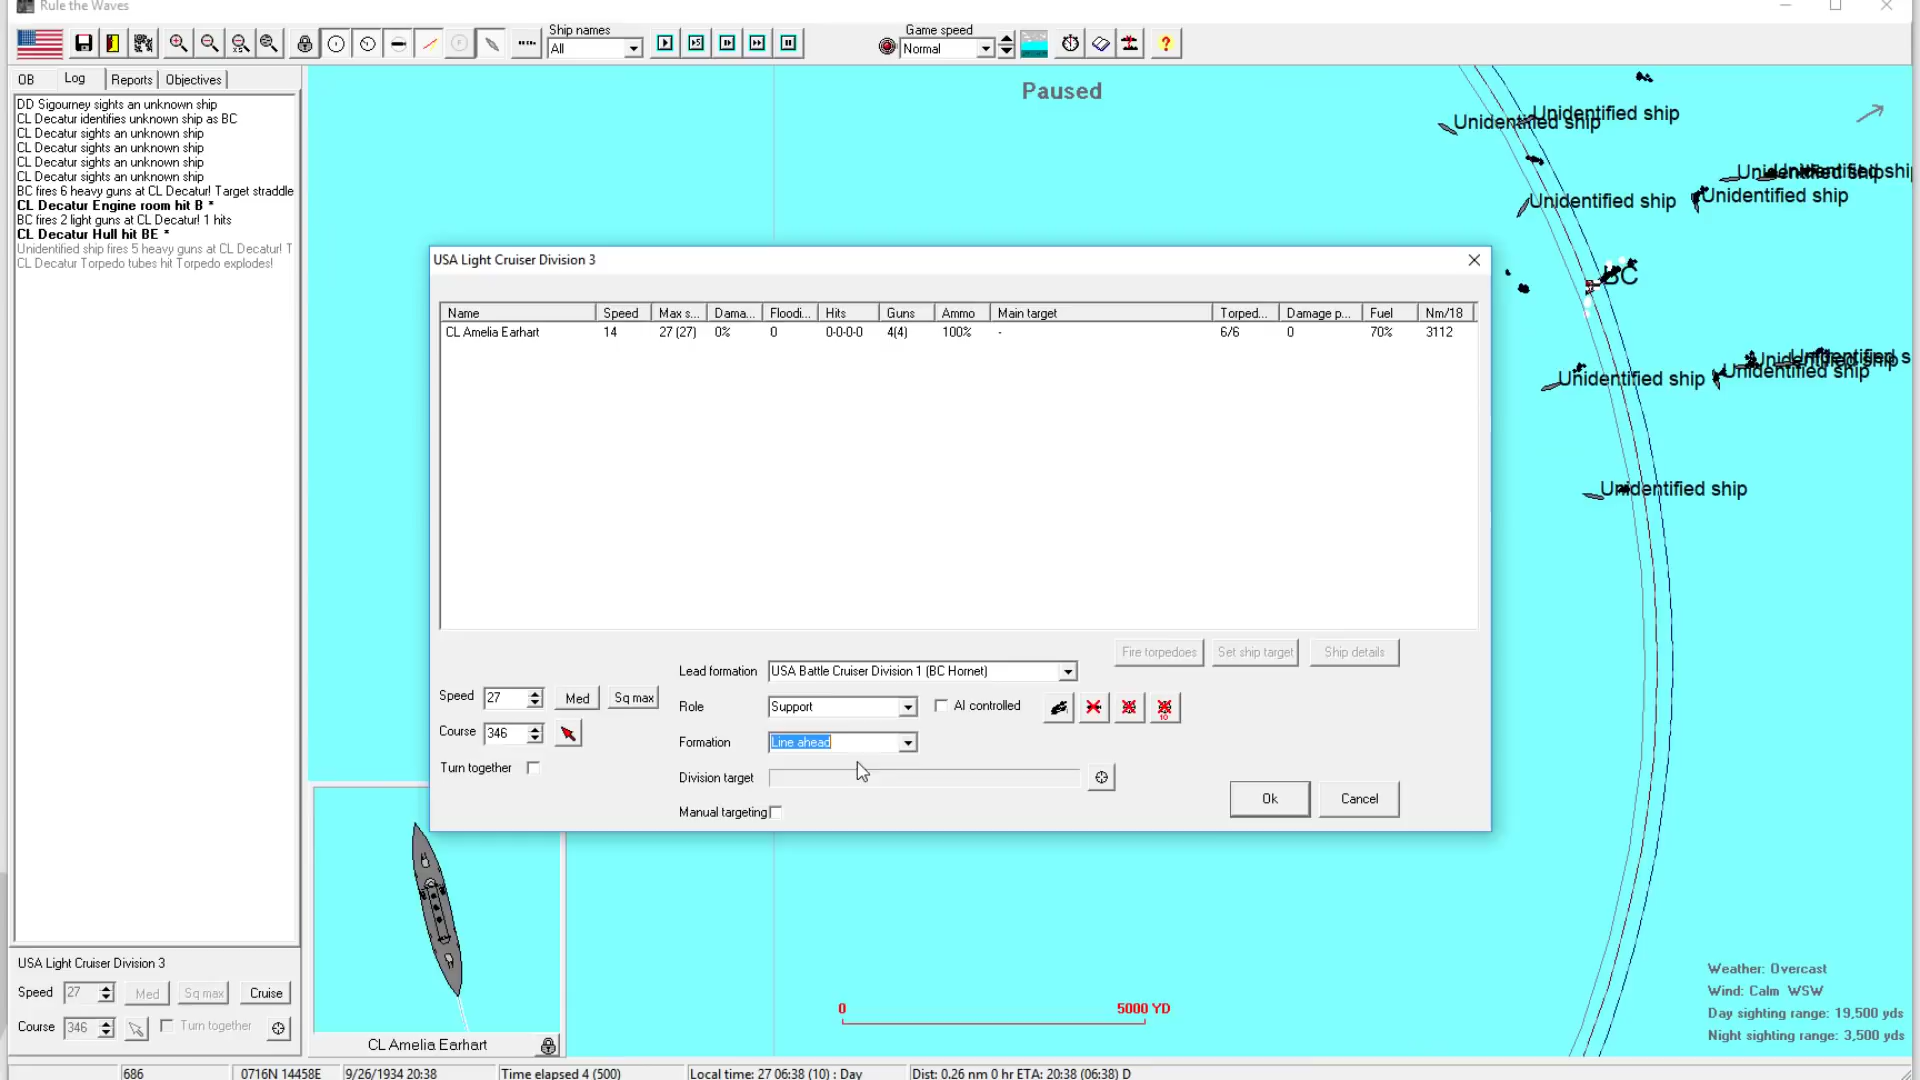 Rule the Waves
Ship names
All
Game speed
Normal
OB
Log
Reports
Objectives
DD Sigourney sights an unknown ship
CL Decatur identifies unknown ship as BC
CL Decatur sights an unknown ship
CL Decatur sights an unknown ship
CL Decatur sights an unknown ship
CL Decatur sights an unknown ship
BC fires 6 heavy guns at CL Decatur! Target straddle
CL Decatur Engine room hit B *
BC fires 2 light guns at CL Decatur! 1 hits
CL Decatur Hull hit BE *
Unidentified ship fires 5 heavy guns at CL Decatur! T
CL Decatur Torpedo tubes hit Torpedo explodes!
Paused
Unidentified ship
Unidentified ship
Unidentified ship
Unidentified ship
Unidentified ship
BC
Unidentified ship
Unidentified ship
Unidentified ship
USA Light Cruiser Division 3
Name Speed Max s... Dama... Floodi... Hits Guns Ammo Main target Torped... Damage p... Fuel Nm/18
CL Amelia Earhart 14 27 (27) 0% 0 0-0-0-0 4(4) 100% - 6/6 0 70% 3112
Fire torpedoes
Set ship target
Ship details
Lead formation USA Battle Cruiser Division 1 (BC Hornet)
Speed 27 Med Sq max
Role Support
AI controlled
10
Course 346
Formation Line ahead
Turn together
Division target
Manual targeting
Ok
Cancel
USA Light Cruiser Division 3
Speed 27 Med Sq max Cruise
Course 346 Turn together
CL Amelia Earhart
0 5000 YD
Weather: Overcast
Wind: Calm WSW
Day sighting range: 19,500 yds
Night sighting range: 3,500 yds
686 0716N 14458E 9/26/1934 20:38 Time elapsed 4 (500) Local time: 27 06:38 (10) : Day Dist: 0.26 nm 0 hr ETA: 20:38 (06:38) D